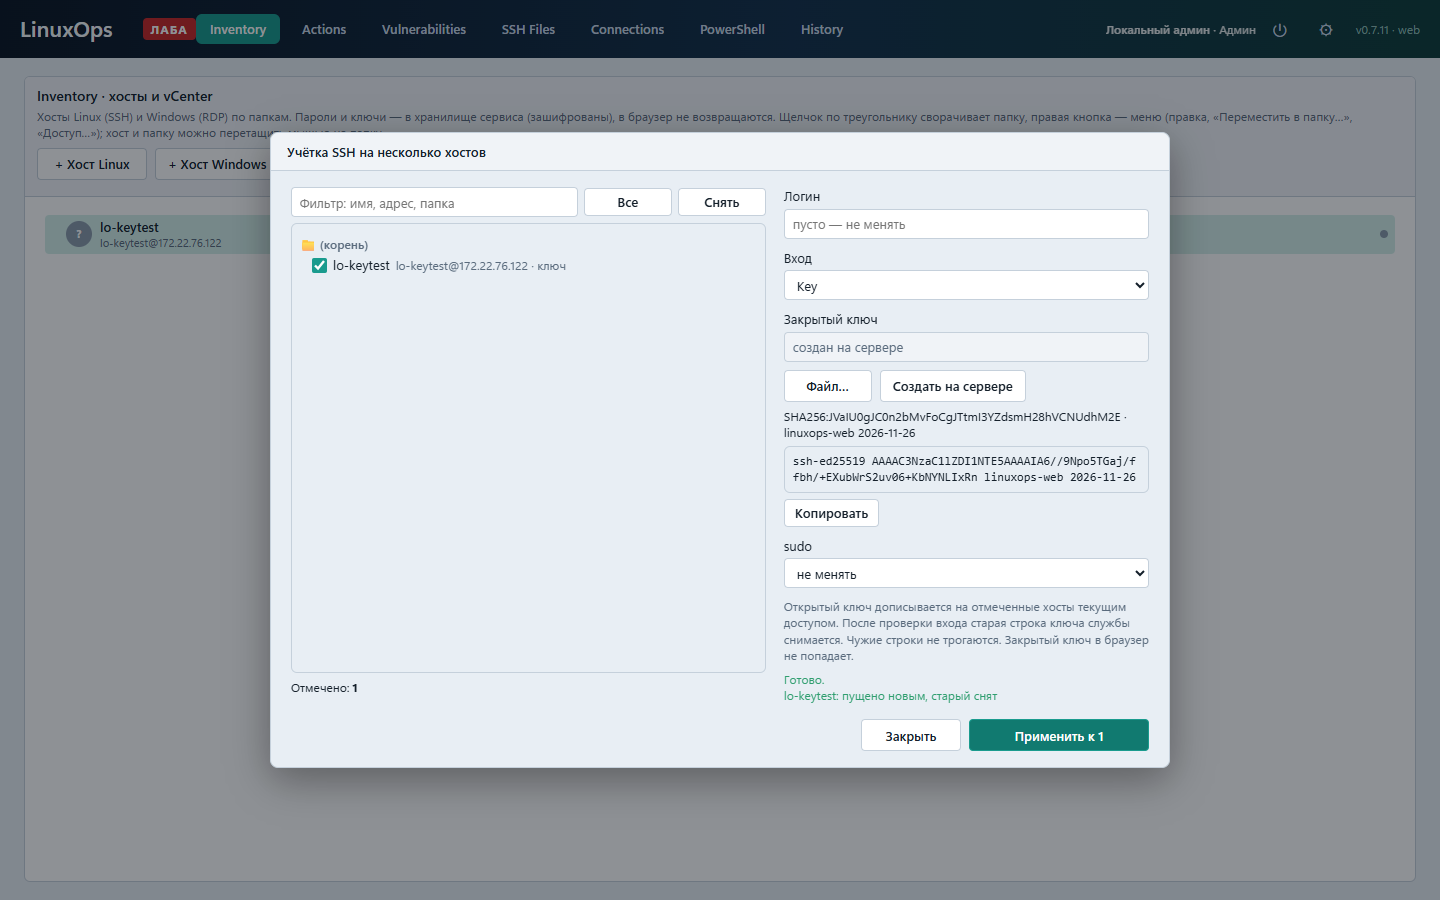 LinuxOps ЛАБА Inventory Actions Vulnerabilities SSH Files Connections PowerShell History Локальный админ · Админ v0.7.11 · web
Inventory · хосты и vCenter
Хосты Linux (SSH) и Windows (RDP) по папкам. Пароли и ключи — в хранилище сервиса (зашифрованы), в браузер не возвращаются. Щелчок по треугольнику сворачивает папку, правая кнопка — меню (правка, «Переместить в папку...»,
«Доступ...»); хост и папку можно перетащить
+ Хост Linux + Хост Windows
?
lo-keytest
lo-keytest@172.22.76.122
Учётка SSH на несколько хостов
Фильтр: имя, адрес, папка Все Снять
(корень)
lo-keytest lo-keytest@172.22.76.122 · ключ
Отмечено: 1
Логин
пусто — не менять
Вход
Key
Закрытый ключ
создан на сервере
Файл... Создать на сервере
SHA256:JVaIU0gJC0n2bMvFoCgJTtmI3YZdsmH28hVCNUdhM2E ·
linuxops-web 2026-11-26
ssh-ed25519 AAAAC3NzaC1lZDI1NTE5AAAAIA6//9Npo5TGaj/f
fbh/+EXubWrS2uv06+KbNYNLIxRn linuxops-web 2026-11-26
Копировать
sudo
не менять
Открытый ключ дописывается на отмеченные хосты текущим
доступом. После проверки входа старая строка ключа службы
снимается. Чужие строки не трогаются. Закрытый ключ в браузер
не попадает.
Готово.
lo-keytest: пущено новым, старый снят
Закрыть Применить к 1